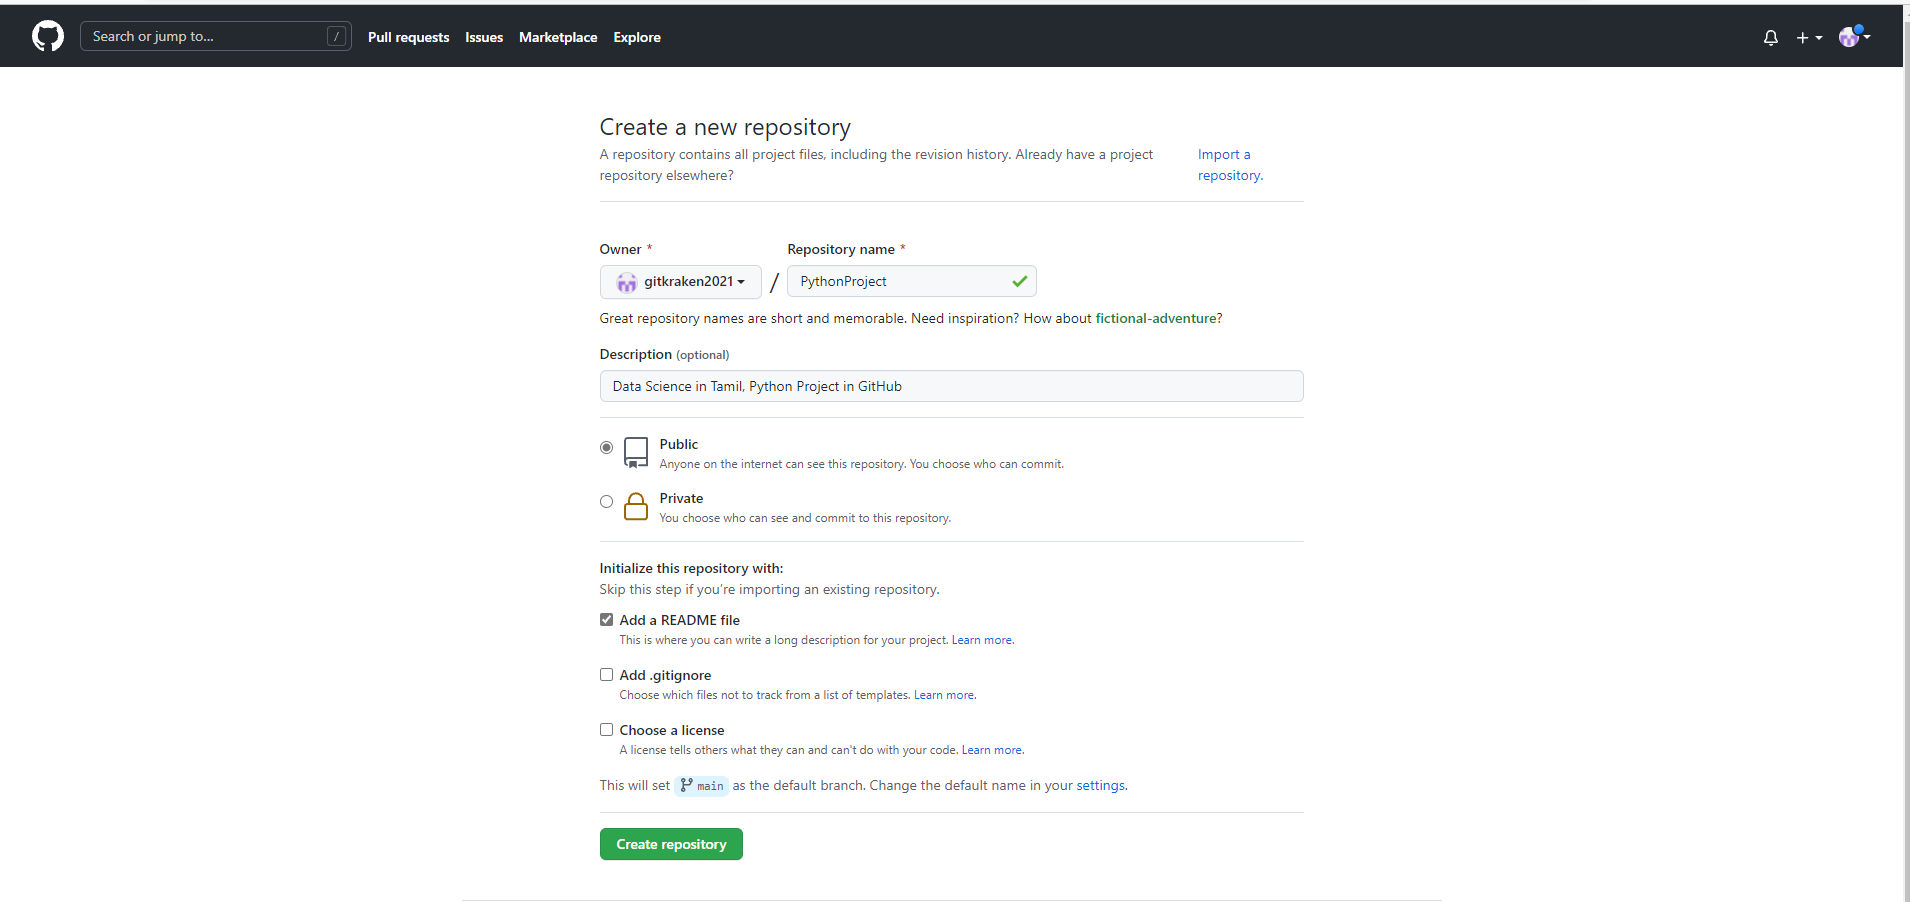 Search or jump to... /
Pull requests Issues Marketplace Explore
Create a new repository
A repository contains all project files, including the revision history. Already have a project
repository elsewhere?
Import a
repository.
Owner * Repository name *
gitkraken2021 / PythonProject
Great repository names are short and memorable. Need inspiration? How about fictional-adventure?
Description (optional)
Data Science in Tamil, Python Project in GitHub
Public
Anyone on the internet can see this repository. You choose who can commit.
Private
You choose who can see and commit to this repository.
Initialize this repository with:
Skip this step if you're importing an existing repository.
Add a README file
This is where you can write a long description for your project. Learn more.
Add .gitignore
Choose which files not to track from a list of templates. Learn more.
Choose a license
A license tells others what they can and can't do with your code. Learn more.
This will set main as the default branch. Change the default name in your settings.
Create repository